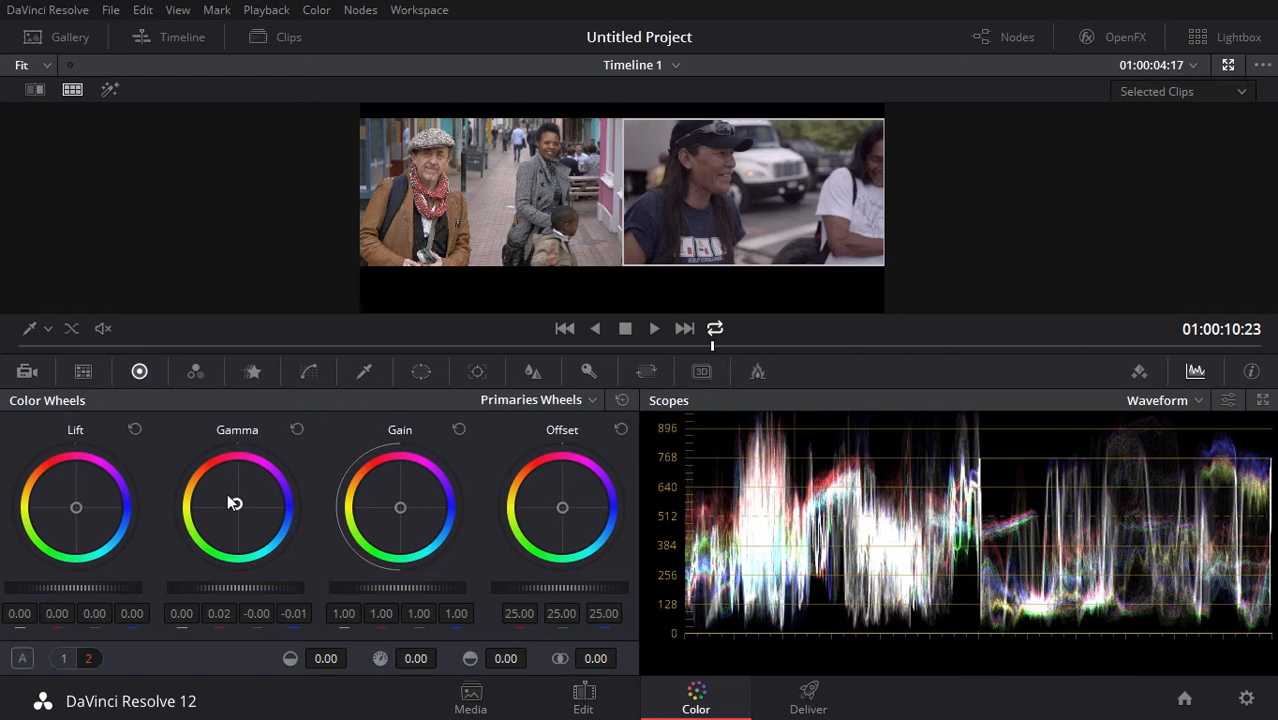 DaVinci Resolve File Edit View Mark Playback Color Nodes Workspace
Gallery Timeline Clips Untitled Project Nodes OpenFX Lightbox
Fit Timeline 1 01:00:04:17
Selected Clips
01:00:10:23
3D
Color Wheels Primaries Wheels Scopes Waveform
Lift Gamma Gain Offset
896
768
640
512
384
256
128
0
0.00 0.00 0.00 0.00 0.00 0.02 -0.00 -0.01 1.00 1.00 1.00 1.00 25.00 25.00 25.00
A 1 2 0.00 0.00 0.00 0.00
DaVinci Resolve 12 Media Edit Color Deliver